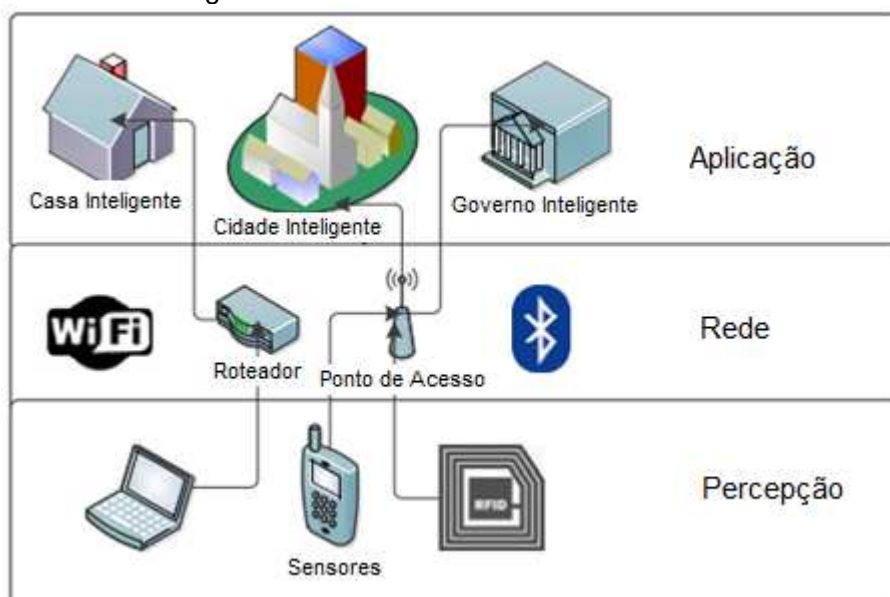 Casa Inteligente
Cidade Inteligente
Governo Inteligente
Aplicação
WiFi
Roteador
Ponto de Acesso
Rede
RFID
Sensores
Percepção